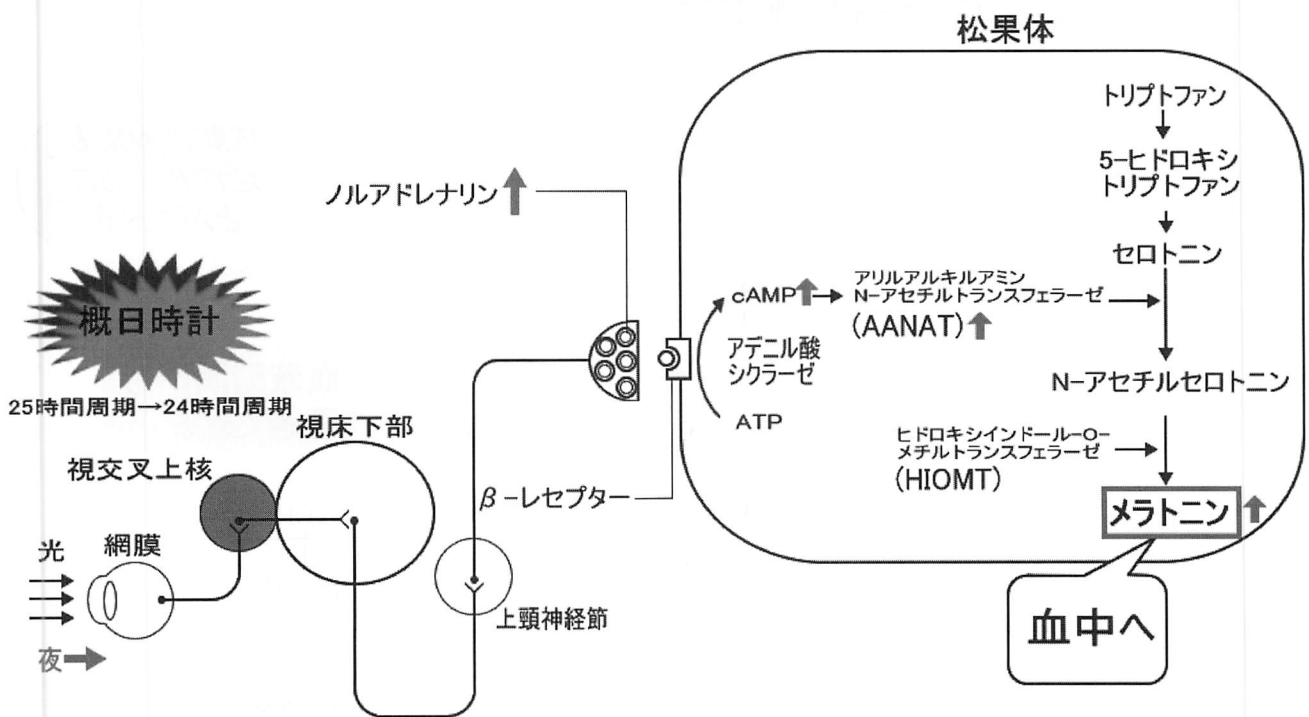 松果体
トリプトファン
5-ヒドロキシ
トリプトファン
セロトニン
ノルアドレナリン
cAMP
アリルアルキルアミン
N-アセチルトランスフェラーゼ
(AANAT)
アデニル酸
シクラーゼ
ATP
N-アセチルセロトニン
ヒドロキシインドール-O-
メチルトランスフェラーゼ
(HIOMT)
メラトニン
血中へ
概日時計
25時間周期→24時間周期
視床下部
視交叉上核
β-レセプター
光
網膜
上頸神経節
夜